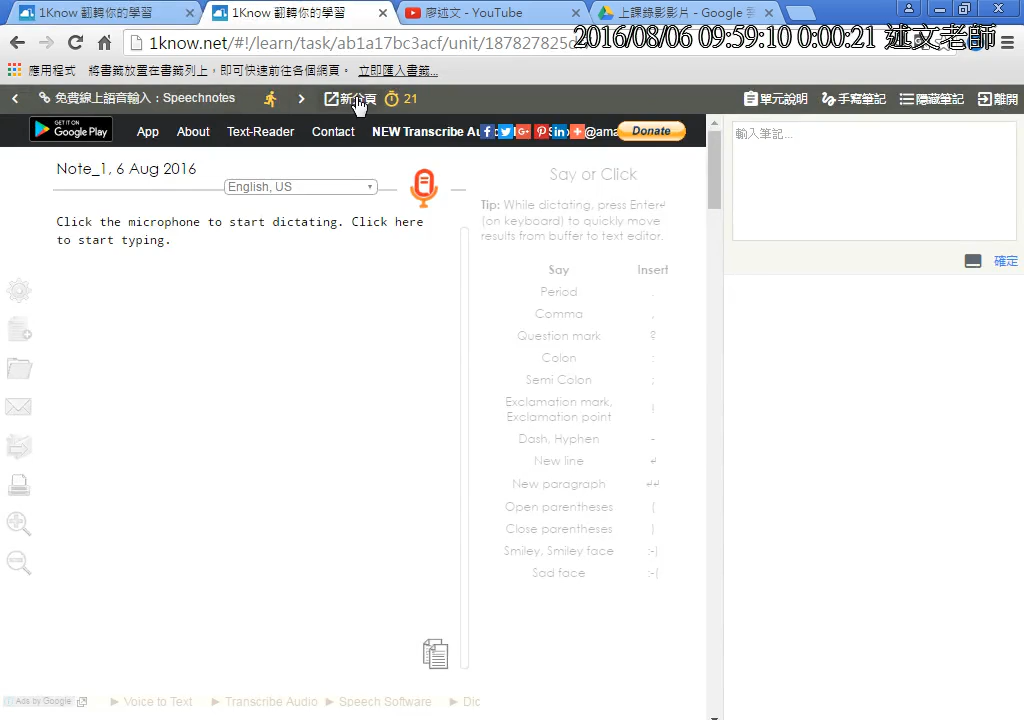 1Know 翻轉你的學習
1Know 翻轉你的學習
廖述文 - YouTube
上課錄影影片 - Google
1know.net/#!/learn/task/ab1a17bc3acf/unit/187827825
2016/08/06 09:59:10 0:00:21 述文老師
應用程式
將書籤放置在書籤列上，即可快速前往各個網頁。
立即匯入書籤...
免費線上語音輸入：Speechnotes
新分頁
21
單元說明
手寫筆記
隱藏筆記
離開
GET IT ON
Google Play
App
About
Text-Reader
Contact
NEW Transcribe
Donate
Note_1, 6 Aug 2016
English, US
Click the microphone to start dictating. Click here
to start typing.
Say or Click
Tip: While dictating, press Enter↵
(on keyboard) to quickly move
results from buffer to text editor.
Say Insert
Period .
Comma ,
Question mark ?
Colon :
Semi Colon ;
Exclamation mark, !
Exclamation point
Dash, Hyphen -
New line ↵
New paragraph ↵↵
Open parentheses (
Close parentheses )
Smiley, Smiley face :-)
Sad face :-(
輸入筆記...
確定
Ads by Google
Voice to Text
Transcribe Audio
Speech Software
Dic